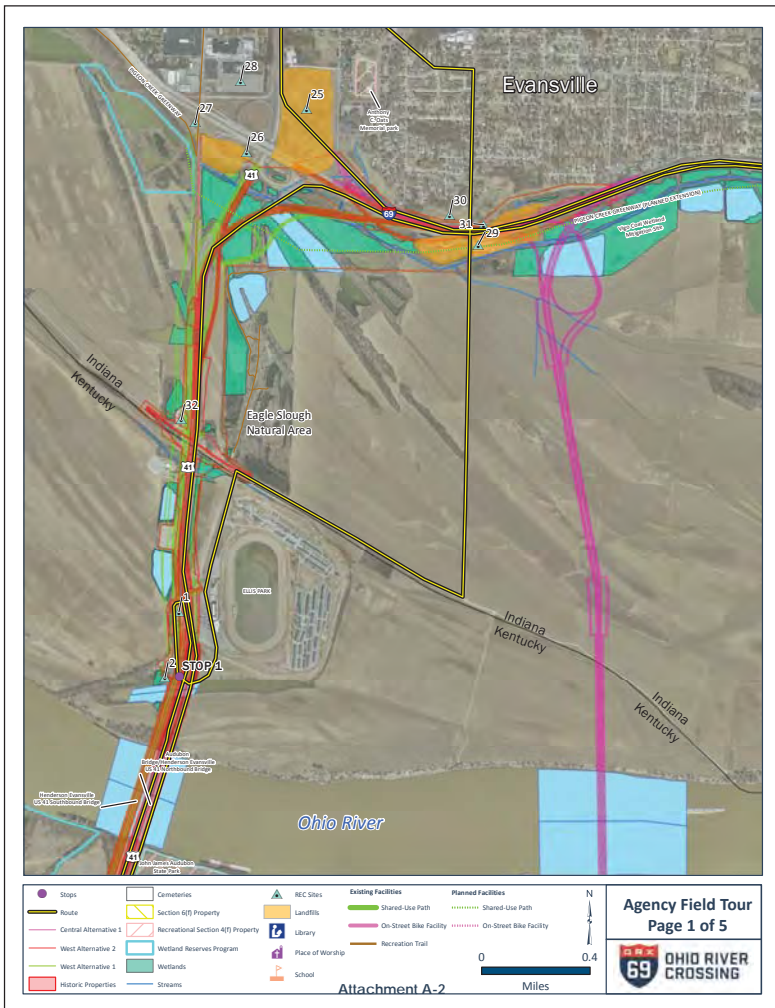 Evansville
28
25
27
26
PIGEON CREEK GREENWAY
Anthony
C. Oats
Memorial park
41
69
30
31
29
PIGEON CREEK GREENWAY (PLANNED EXTENSION)
Vigo Coal Wetland
Mitigation Site
Indiana
Kentucky
32
Eagle Slough
Natural Area
41
ELLIS PARK
1
Indiana
Kentucky
2
STOP 1
Indiana
Kentucky
Audubon
Bridge/Henderson Evansville
US 41 Northbound Bridge
Henderson Evansville
US 41 Southbound Bridge
Ohio River
41
John James Audubon
State Park
Stops
Route
Central Alternative 1
West Alternative 2
West Alternative 1
Historic Properties
Cemeteries
Section 6(f) Property
Recreational Section 4(f) Property
Wetland Reserves Program
Wetlands
Streams
REC Sites
Landfills
Library
Place of Worship
School
Existing Facilities
Shared-Use Path
On-Street Bike Facility
Recreation Trail
Planned Facilities
Shared-Use Path
On-Street Bike Facility
N
0 0.4
Miles
Attachment A-2
Agency Field Tour
Page 1 of 5
ORX
69
OHIO RIVER
CROSSING